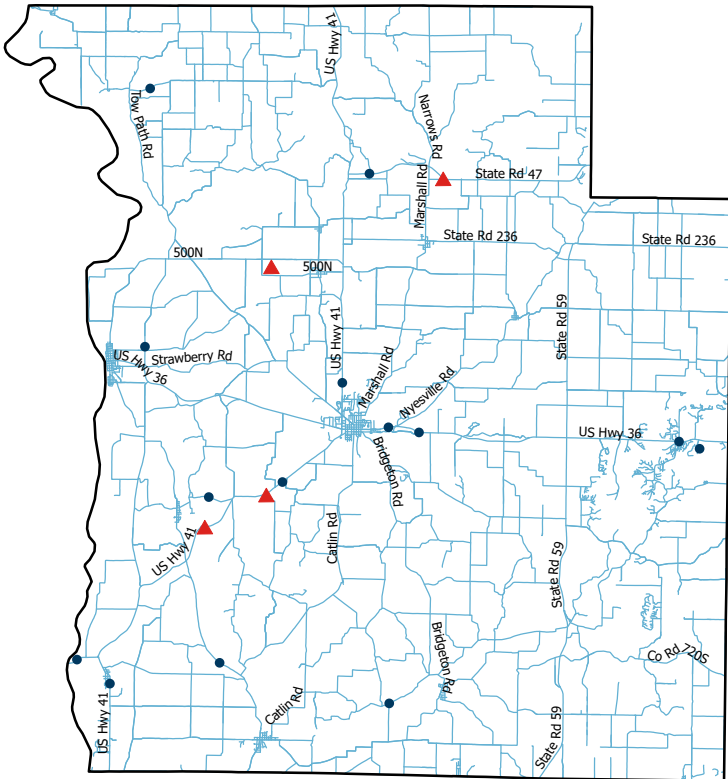 US Hwy 41
Tow Path Rd
Narrows Rd
Marshall Rd
State Rd 47
State Rd 236
State Rd 236
500N
500N
State Rd 59
US Hwy 41
Strawberry Rd
US Hwy 36
Marshall Rd
Nyesville Rd
US Hwy 36
Bridgeton Rd
Catlin Rd
US Hwy 41
State Rd 59
Bridgeton Rd
Co Rd 720S
Catlin Rd
US Hwy 41
State Rd 59